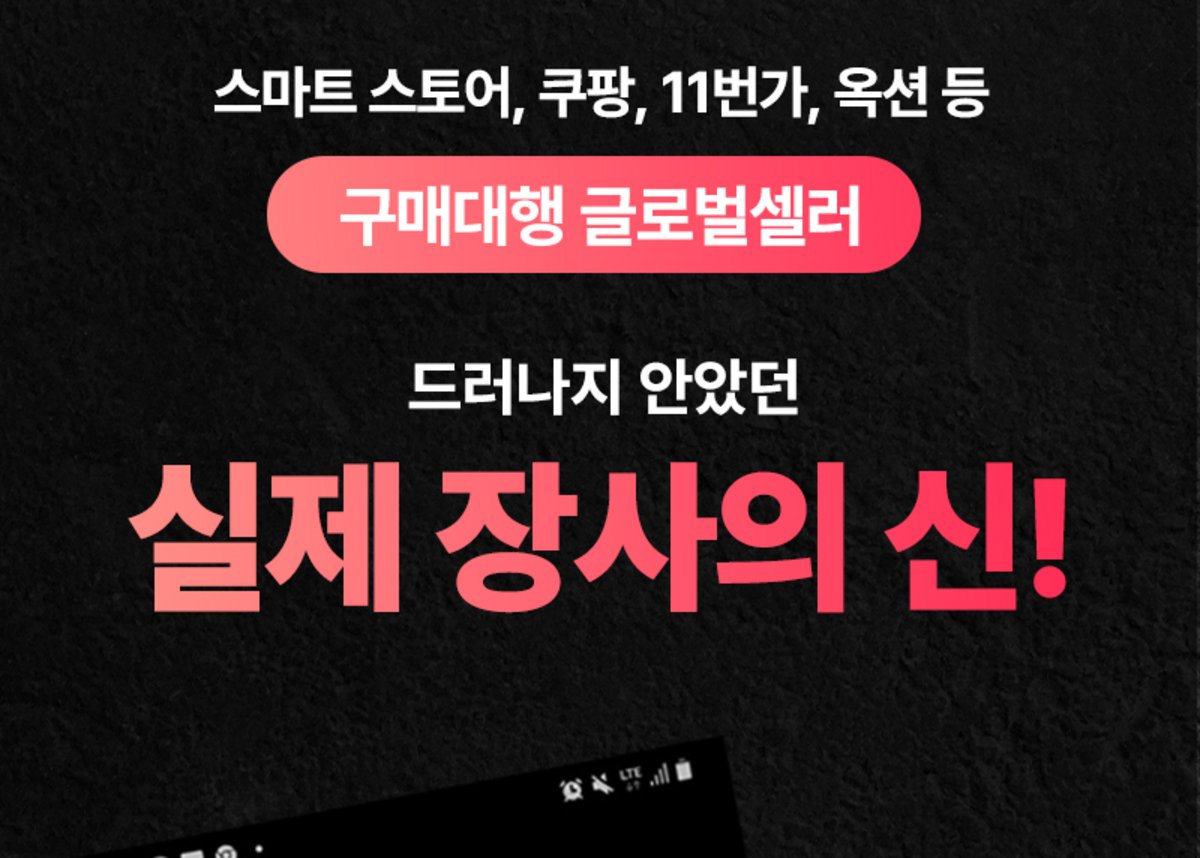 스마트 스토어, 쿠팡, 11번가, 옥션 등
구매대행 글로벌셀러
드러나지 안았던
실제 장사의 신!
LTE